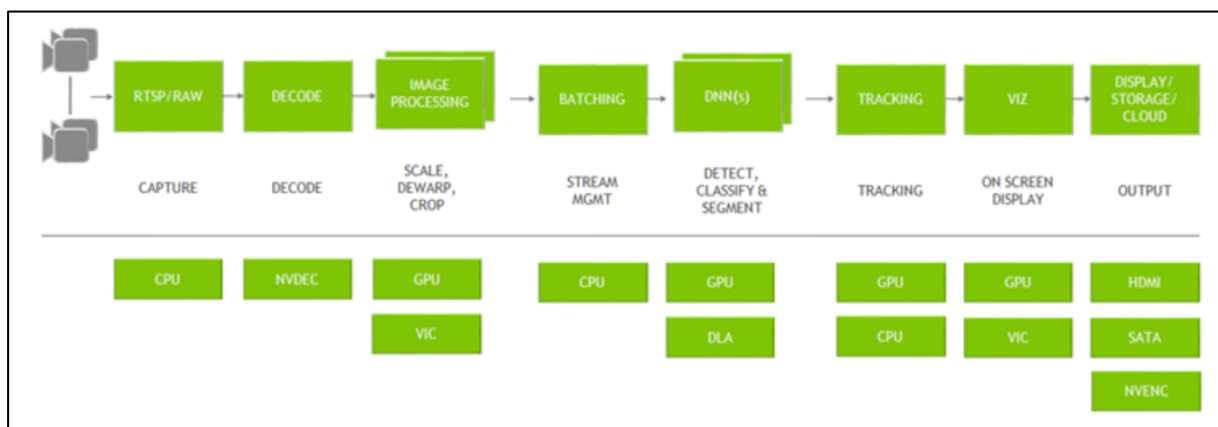 RTSP/RAW
DECODE
IMAGE
PROCESSING
BATCHING
DNN(s)
TRACKING
VIZ
DISPLAY/
STORAGE/
CLOUD
CAPTURE
DECODE
SCALE,
DEWARP,
CROP
STREAM
MGMT
DETECT,
CLASSIFY &
SEGMENT
TRACKING
ON SCREEN
DISPLAY
OUTPUT
CPU
NVDEC
GPU
CPU
GPU
GPU
GPU
HDMI
VIC
DLA
CPU
VIC
SATA
NVENC